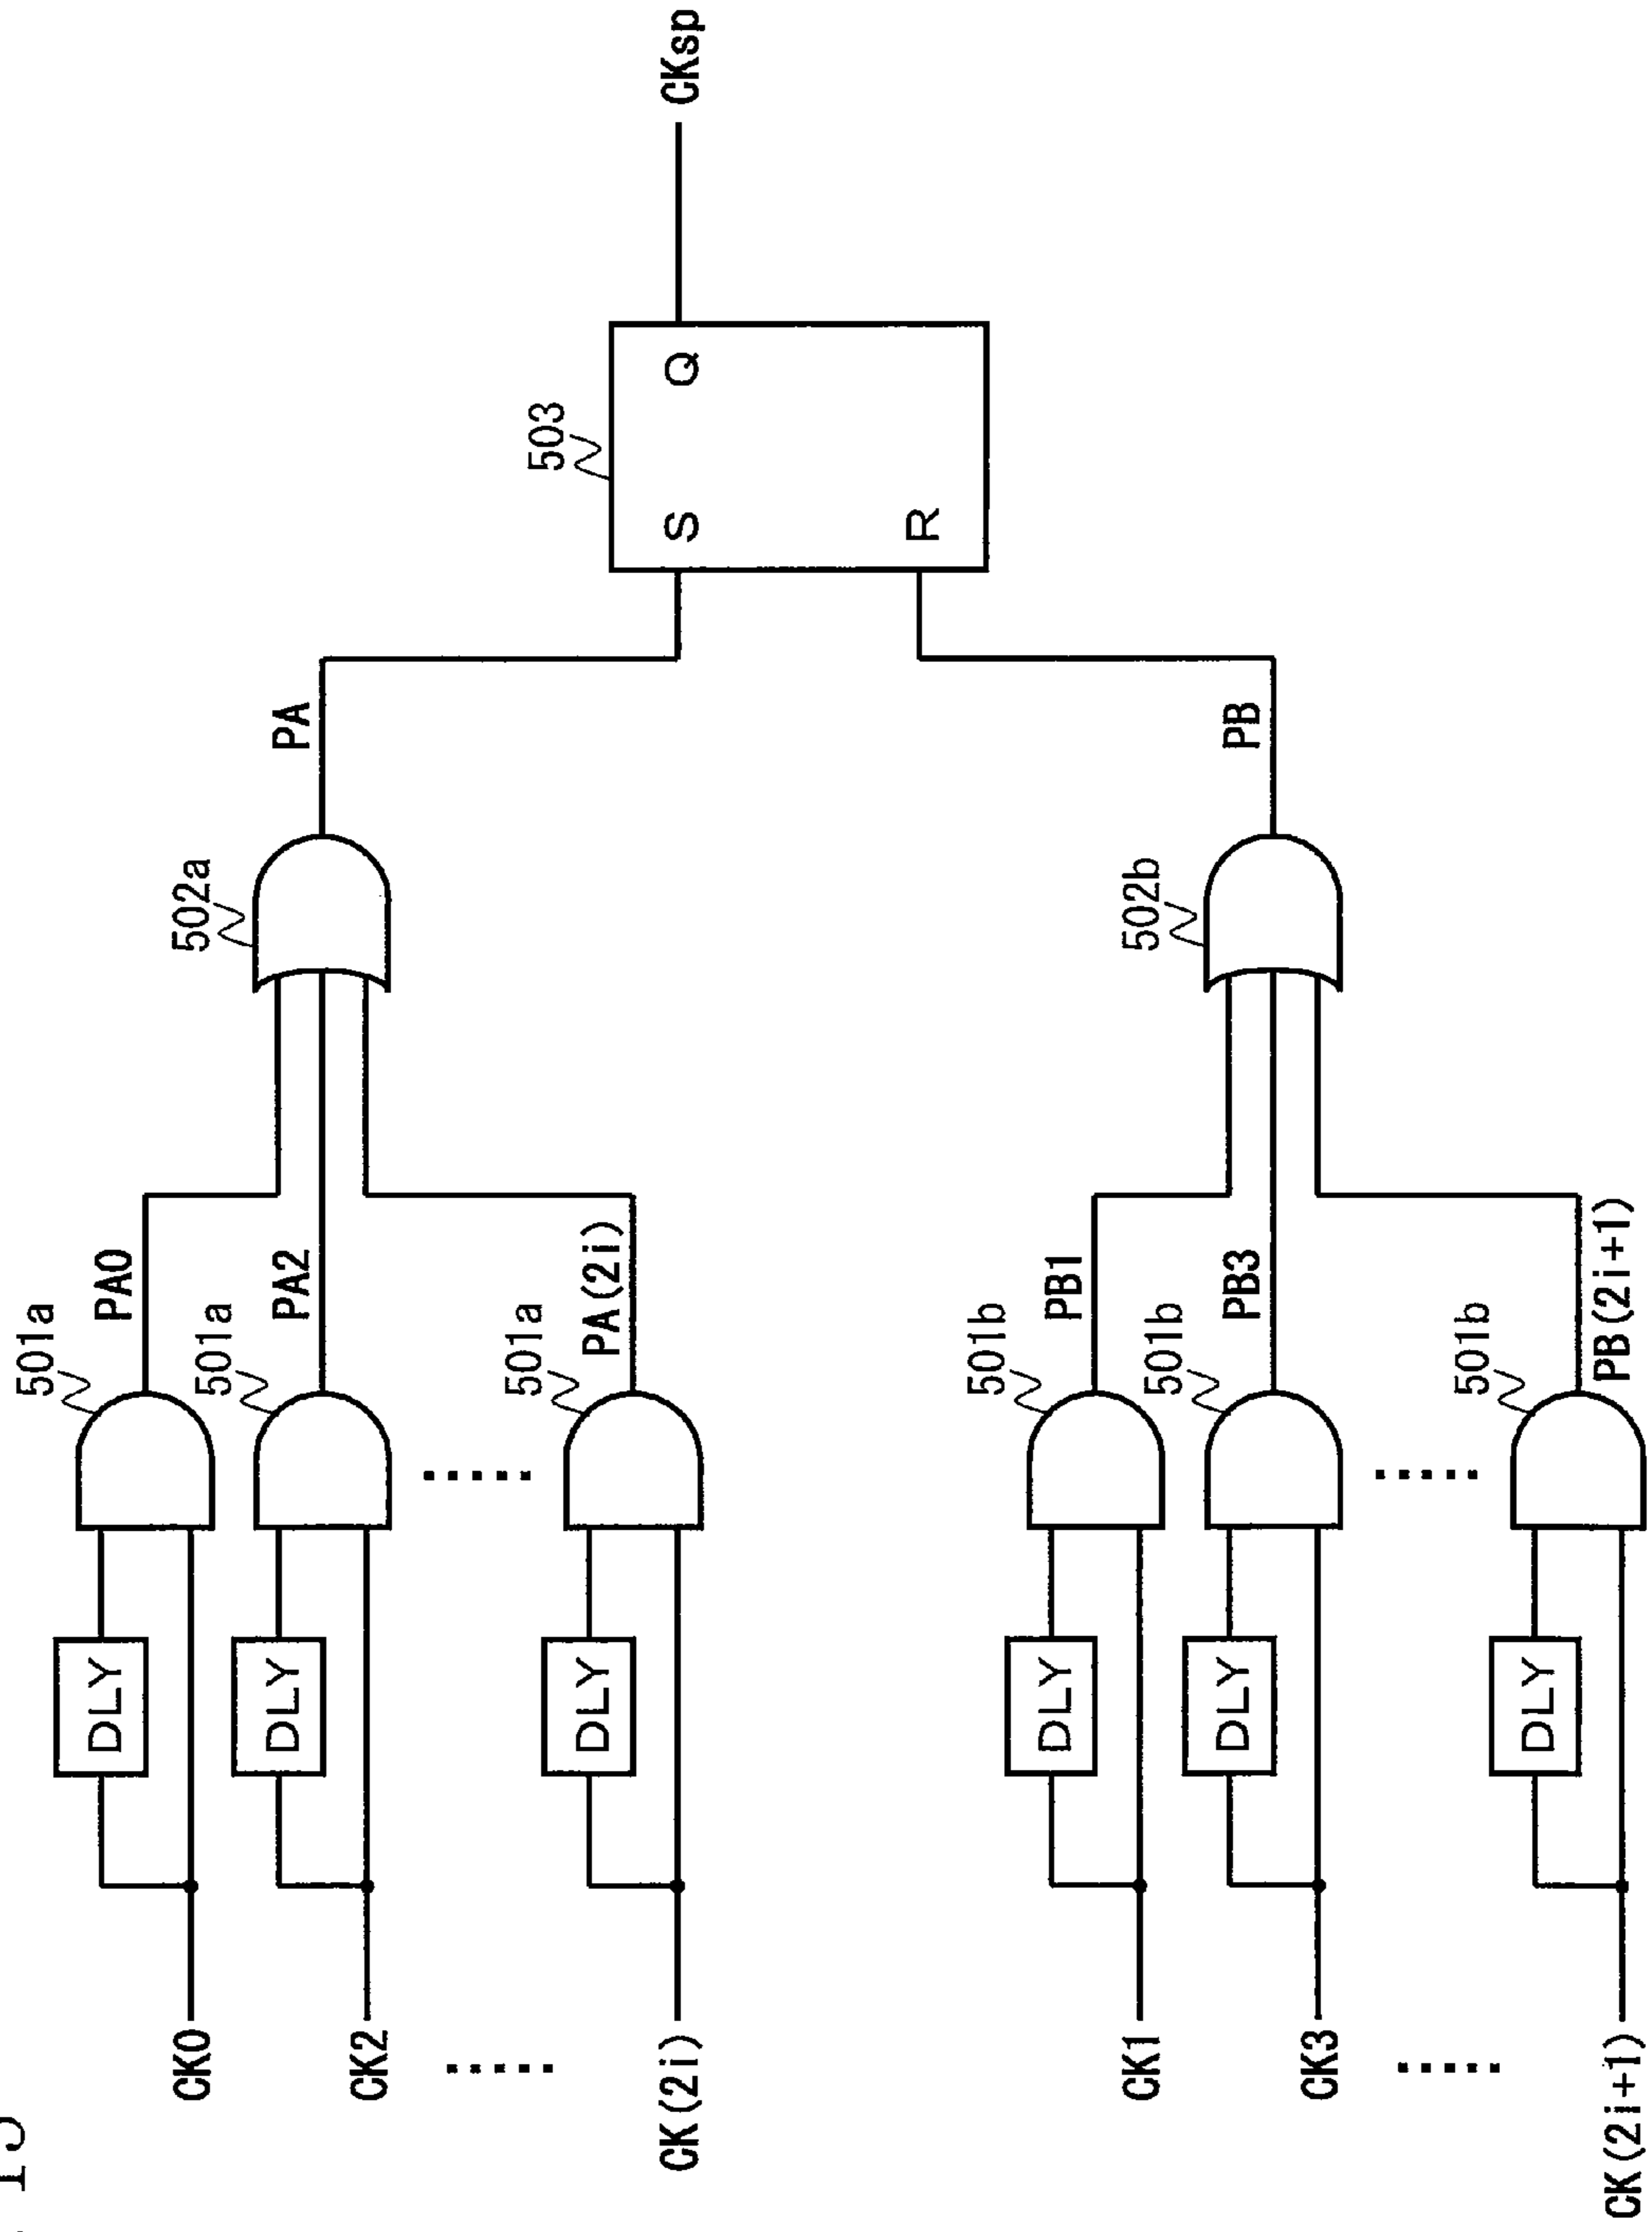 15
CK0
DLY
501a
PA0
CK2
DLY
501a
PA2
CK(2i)
DLY
501a
PA(2i)
502a
PA
503
S
Q
R
CKsp
CK1
DLY
501b
PB1
CK3
DLY
501b
PB3
CK(2i+1)
DLY
501b
PB(2i+1)
502b
PB